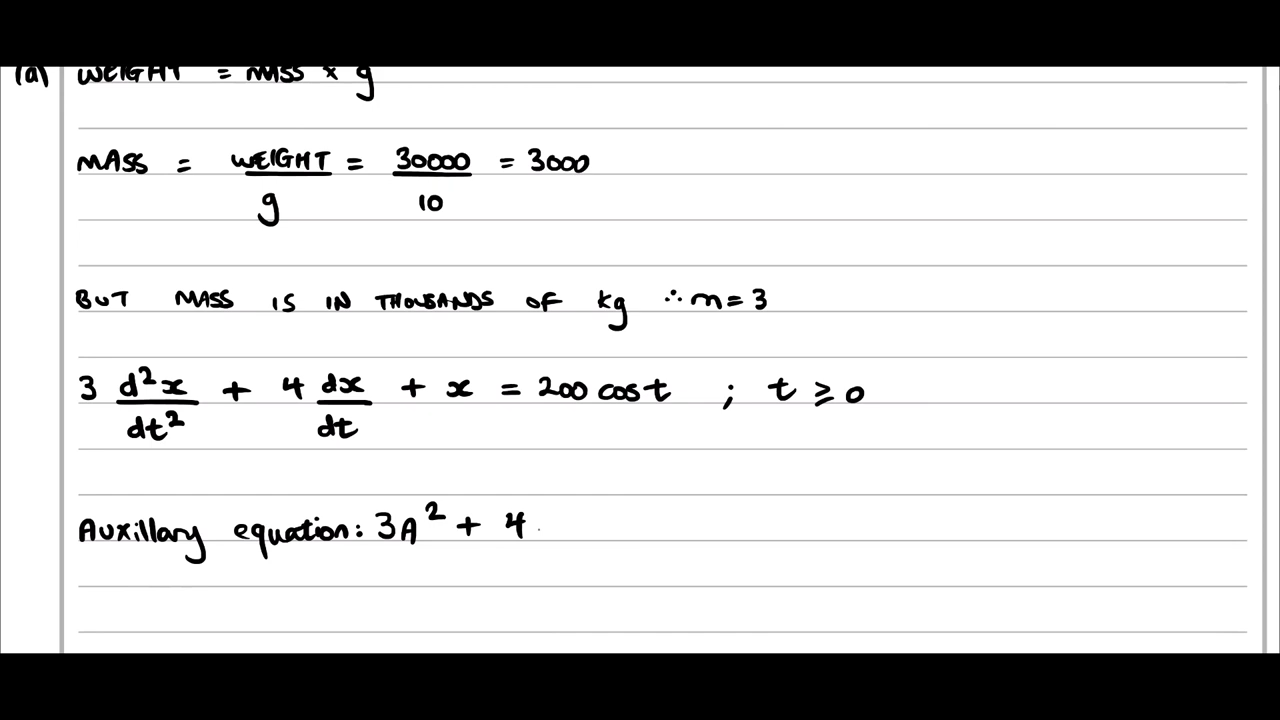 (a) WEIGHT = MASS × g
MASS = WEIGHT/g = 30000/10 = 3000
BUT MASS IS IN THOUSANDS OF kg ∴ m = 3
3 d²x/dt² + 4 dx/dt + x = 200 cos t ; t ≥ 0
Auxillary equation: 3A² + 4